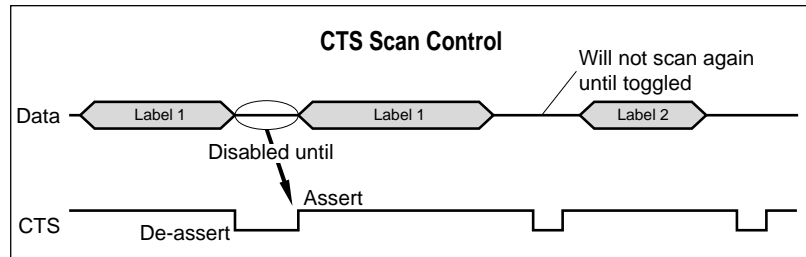 CTS Scan Control
Will not scan again
until toggled
Data
Label 1
Label 1
Label 2
Disabled until
Assert
CTS
De-assert